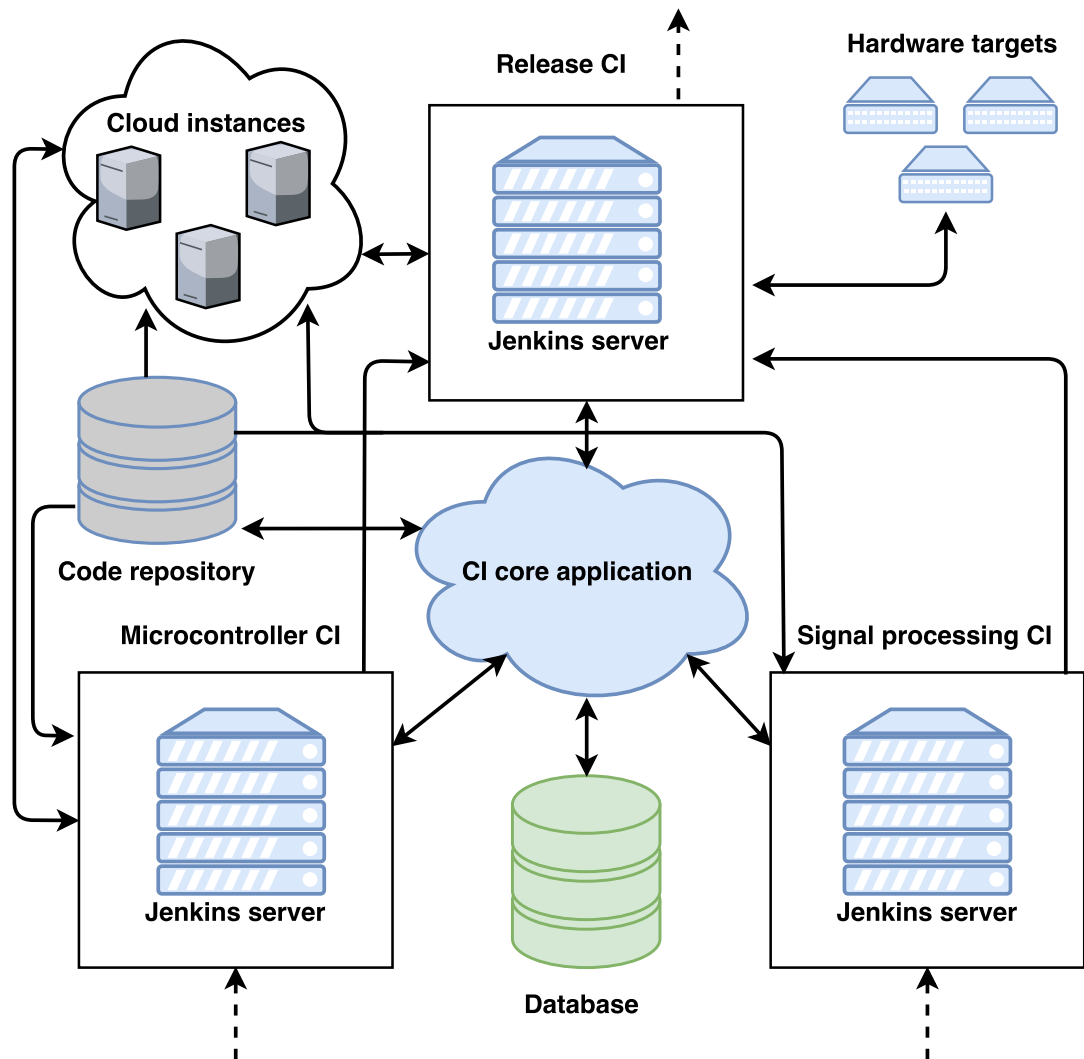 Release CI
Hardware targets
Cloud instances
Jenkins server
Code repository
CI core application
Microcontroller CI
Signal processing CI
Jenkins server
Jenkins server
Database